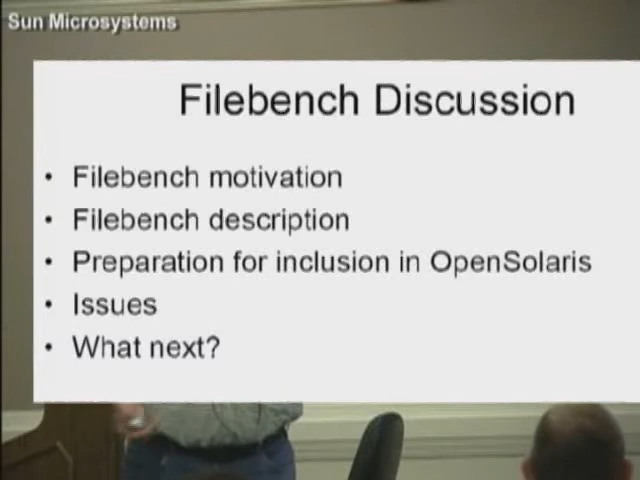 Sun Microsystems
Filebench Discussion
• Filebench motivation
• Filebench description
• Preparation for inclusion in OpenSolaris
• Issues
• What next?